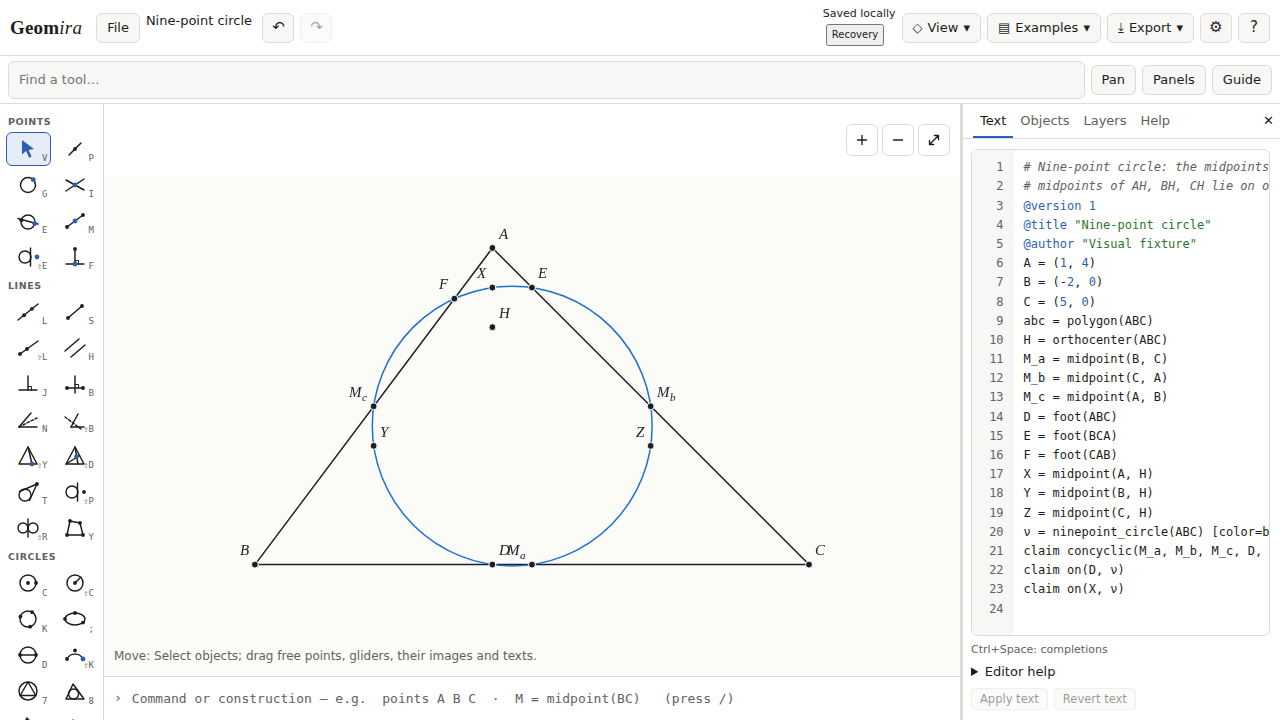 Geomira
File
Nine-point circle
↶
↷
Saved locally
Recovery
◇ View ▾
▤ Examples ▾
⤓ Export ▾
⚙
?
Find a tool…
Pan
Panels
Guide
POINTS
V
P
G
I
E
M
⇧E
F
LINES
L
S
⇧L
H
J
B
N
⇧B
⇧Y
⇧D
T
⇧P
⇧R
Y
CIRCLES
C
⇧C
K
;
D
⇧K
7
8
+
−
⤢
A
F
X
E
H
Mc
Mb
Y
Z
B
D
Ma
C
Move: Select objects; drag free points, gliders, their images and texts.
› Command or construction — e.g. points A B C · M = midpoint(BC) (press /)
Text
Objects
Layers
Help
✕
1 # Nine-point circle: the midpoints
2 # midpoints of AH, BH, CH lie on o
3 @version 1
4 @title "Nine-point circle"
5 @author "Visual fixture"
6 A = (1, 4)
7 B = (-2, 0)
8 C = (5, 0)
9 abc = polygon(ABC)
10 H = orthocenter(ABC)
11 M_a = midpoint(B, C)
12 M_b = midpoint(C, A)
13 M_c = midpoint(A, B)
14 D = foot(ABC)
15 E = foot(BCA)
16 F = foot(CAB)
17 X = midpoint(A, H)
18 Y = midpoint(B, H)
19 Z = midpoint(C, H)
20 ν = ninepoint_circle(ABC) [color=b
21 claim concyclic(M_a, M_b, M_c, D,
22 claim on(D, ν)
23 claim on(X, ν)
24
Ctrl+Space: completions
▶ Editor help
Apply text
Revert text